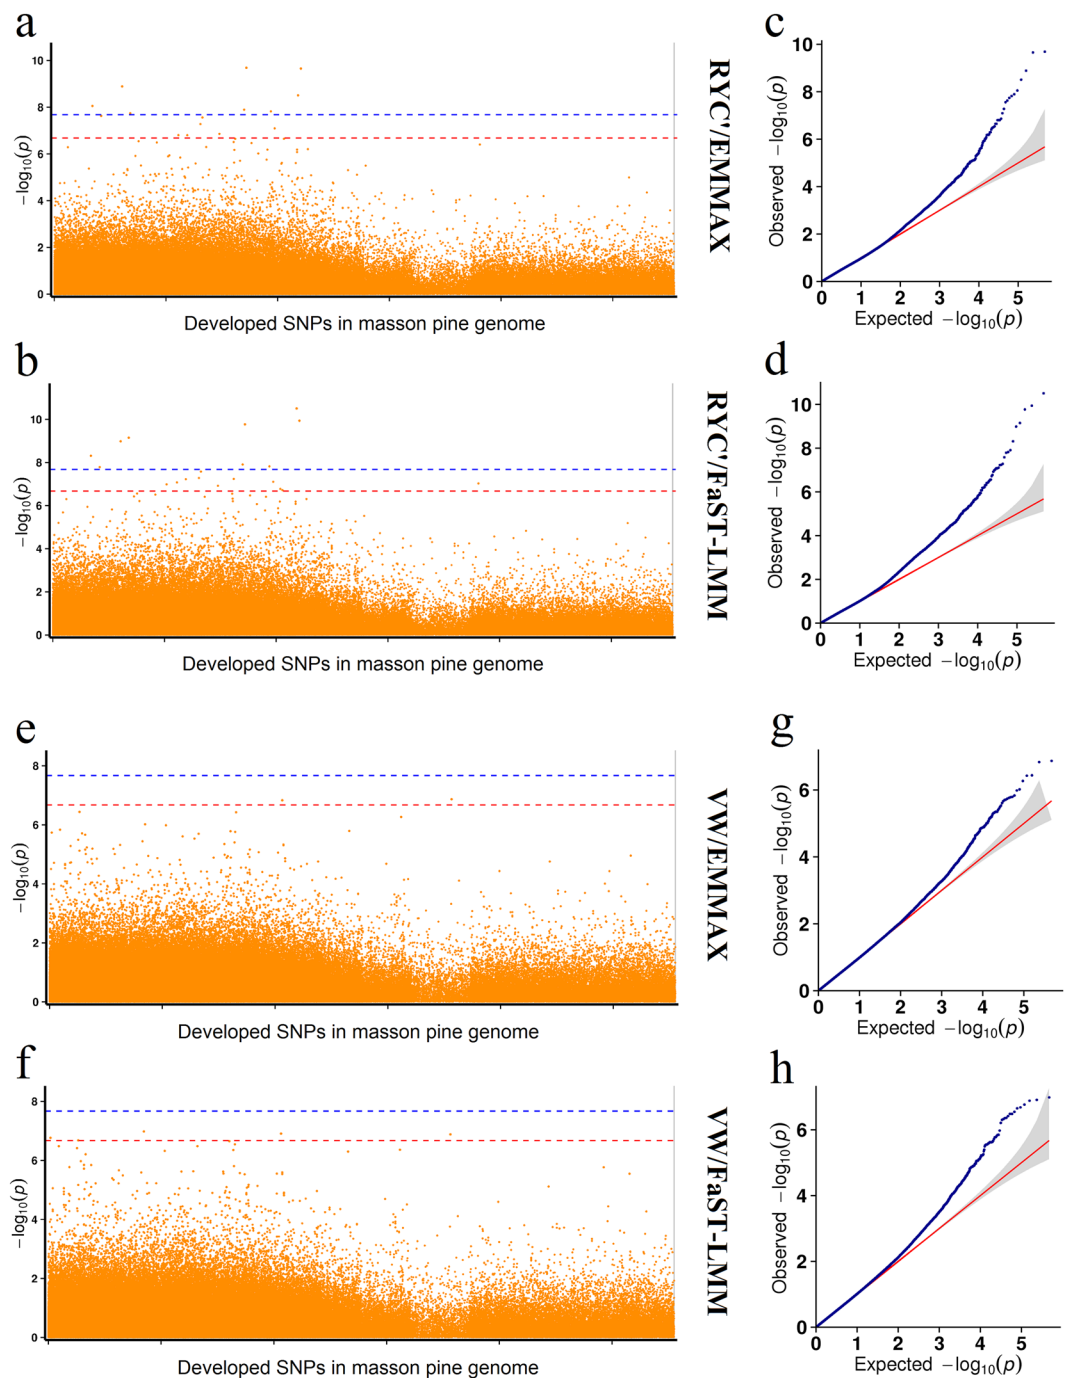 a
10
8
6
4
2
0
−log₁₀(p)
Developed SNPs in masson pine genome
RYC'/EMMAX
c
10
8
6
4
2
0
Observed −log₁₀(p)
0 1 2 3 4 5
Expected −log₁₀(p)
b
10
8
6
4
2
0
−log₁₀(p)
Developed SNPs in masson pine genome
RYC'/FaST-LMM
d
10
8
6
4
2
0
Observed −log₁₀(p)
0 1 2 3 4 5
Expected −log₁₀(p)
e
8
6
4
2
0
−log₁₀(p)
Developed SNPs in masson pine genome
VW/EMMAX
g
6
4
2
0
Observed −log₁₀(p)
0 1 2 3 4 5
Expected −log₁₀(p)
f
8
6
4
2
0
−log₁₀(p)
Developed SNPs in masson pine genome
VW/FaST-LMM
h
6
4
2
0
Observed −log₁₀(p)
0 1 2 3 4 5
Expected −log₁₀(p)